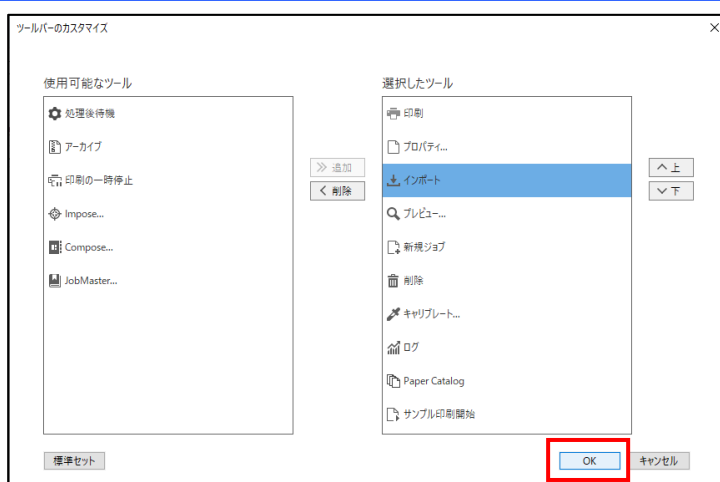 ツールバーのカスタマイズ
使用可能なツール
処理後待機
アーカイブ
印刷の一時停止
Impose...
Compose...
JobMaster...
追加
削除
選択したツール
印刷
プロパティ...
インポート
プレビュー...
新規ジョブ
削除
キャリブレート...
ログ
Paper Catalog
サンプル印刷開始
上
下
標準セット
OK
キャンセル